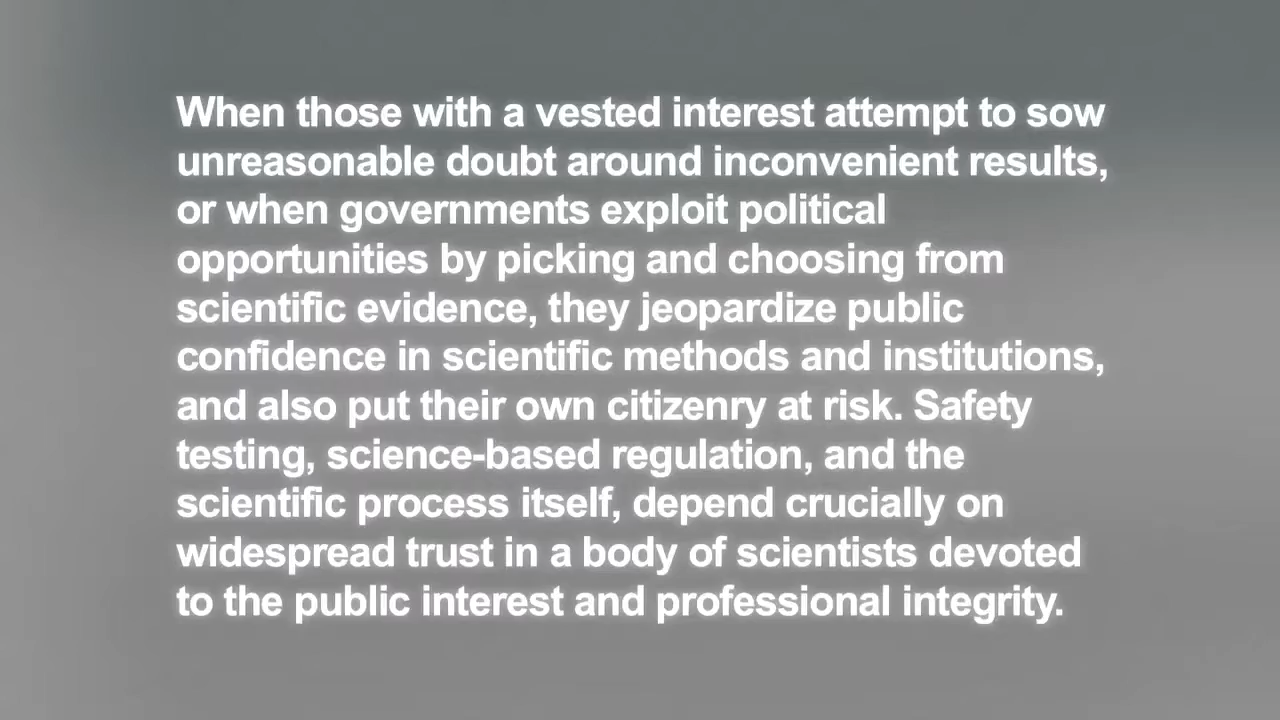 When those with a vested interest attempt to sow
unreasonable doubt around inconvenient results,
or when governments exploit political
opportunities by picking and choosing from
scientific evidence, they jeopardize public
confidence in scientific methods and institutions,
and also put their own citizenry at risk. Safety
testing, science-based regulation, and the
scientific process itself, depend crucially on
widespread trust in a body of scientists devoted
to the public interest and professional integrity.